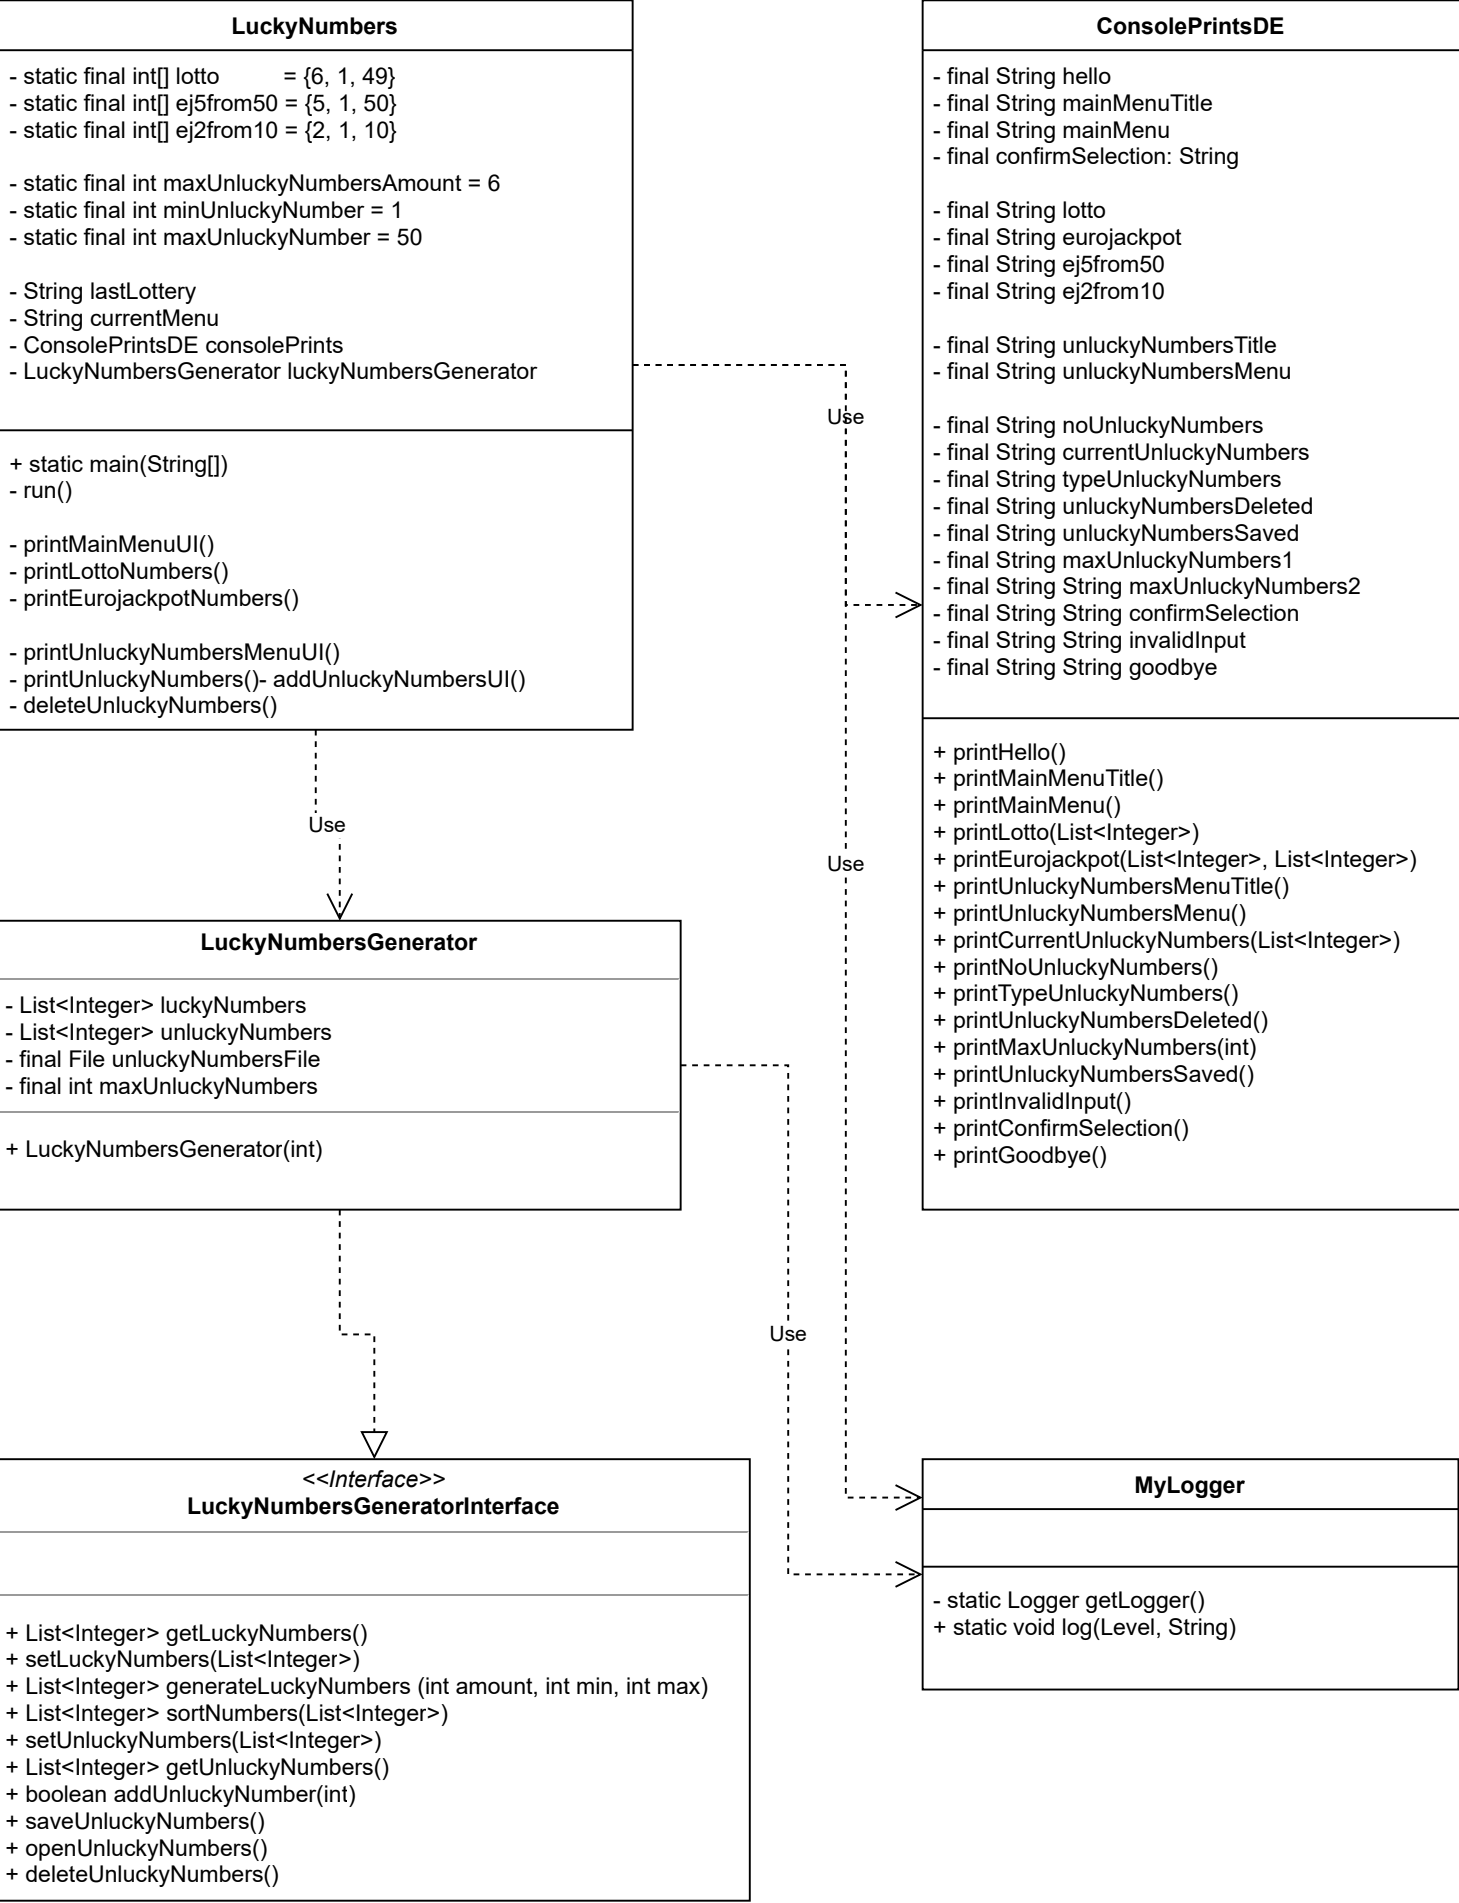 LuckyNumbers
- static final int[] lotto = {6, 1, 49}
- static final int[] ej5from50 = {5, 1, 50}
- static final int[] ej2from10 = {2, 1, 10}
- static final int maxUnluckyNumbersAmount = 6
- static final int minUnluckyNumber = 1
- static final int maxUnluckyNumber = 50
- String lastLottery
- String currentMenu
- ConsolePrintsDE consolePrints
- LuckyNumbersGenerator luckyNumbersGenerator
+ static main(String[])
- run()
- printMainMenuUI()
- printLottoNumbers()
- printEurojackpotNumbers()
- printUnluckyNumbersMenuUI()
- printUnluckyNumbers()- addUnluckyNumbersUI()
- deleteUnluckyNumbers()
ConsolePrintsDE
- final String hello
- final String mainMenuTitle
- final String mainMenu
- final confirmSelection: String
- final String lotto
- final String eurojackpot
- final String ej5from50
- final String ej2from10
- final String unluckyNumbersTitle
- final String unluckyNumbersMenu
- final String noUnluckyNumbers
- final String currentUnluckyNumbers
- final String typeUnluckyNumbers
- final String unluckyNumbersDeleted
- final String unluckyNumbersSaved
- final String maxUnluckyNumbers1
- final String String maxUnluckyNumbers2
- final String String confirmSelection
- final String String invalidInput
- final String String goodbye
+ printHello()
+ printMainMenuTitle()
+ printMainMenu()
+ printLotto(List<Integer>)
+ printEurojackpot(List<Integer>, List<Integer>)
+ printUnluckyNumbersMenuTitle()
+ printUnluckyNumbersMenu()
+ printCurrentUnluckyNumbers(List<Integer>)
+ printNoUnluckyNumbers()
+ printTypeUnluckyNumbers()
+ printUnluckyNumbersDeleted()
+ printMaxUnluckyNumbers(int)
+ printUnluckyNumbersSaved()
+ printInvalidInput()
+ printConfirmSelection()
+ printGoodbye()
Use
Use
Use
LuckyNumbersGenerator
- List<Integer> luckyNumbers
- List<Integer> unluckyNumbers
- final File unluckyNumbersFile
- final int maxUnluckyNumbers
+ LuckyNumbersGenerator(int)
Use
<<Interface>>
LuckyNumbersGeneratorInterface
+ List<Integer> getLuckyNumbers()
+ setLuckyNumbers(List<Integer>)
+ List<Integer> generateLuckyNumbers (int amount, int min, int max)
+ List<Integer> sortNumbers(List<Integer>)
+ setUnluckyNumbers(List<Integer>)
+ List<Integer> getUnluckyNumbers()
+ boolean addUnluckyNumber(int)
+ saveUnluckyNumbers()
+ openUnluckyNumbers()
+ deleteUnluckyNumbers()
MyLogger
- static Logger getLogger()
+ static void log(Level, String)